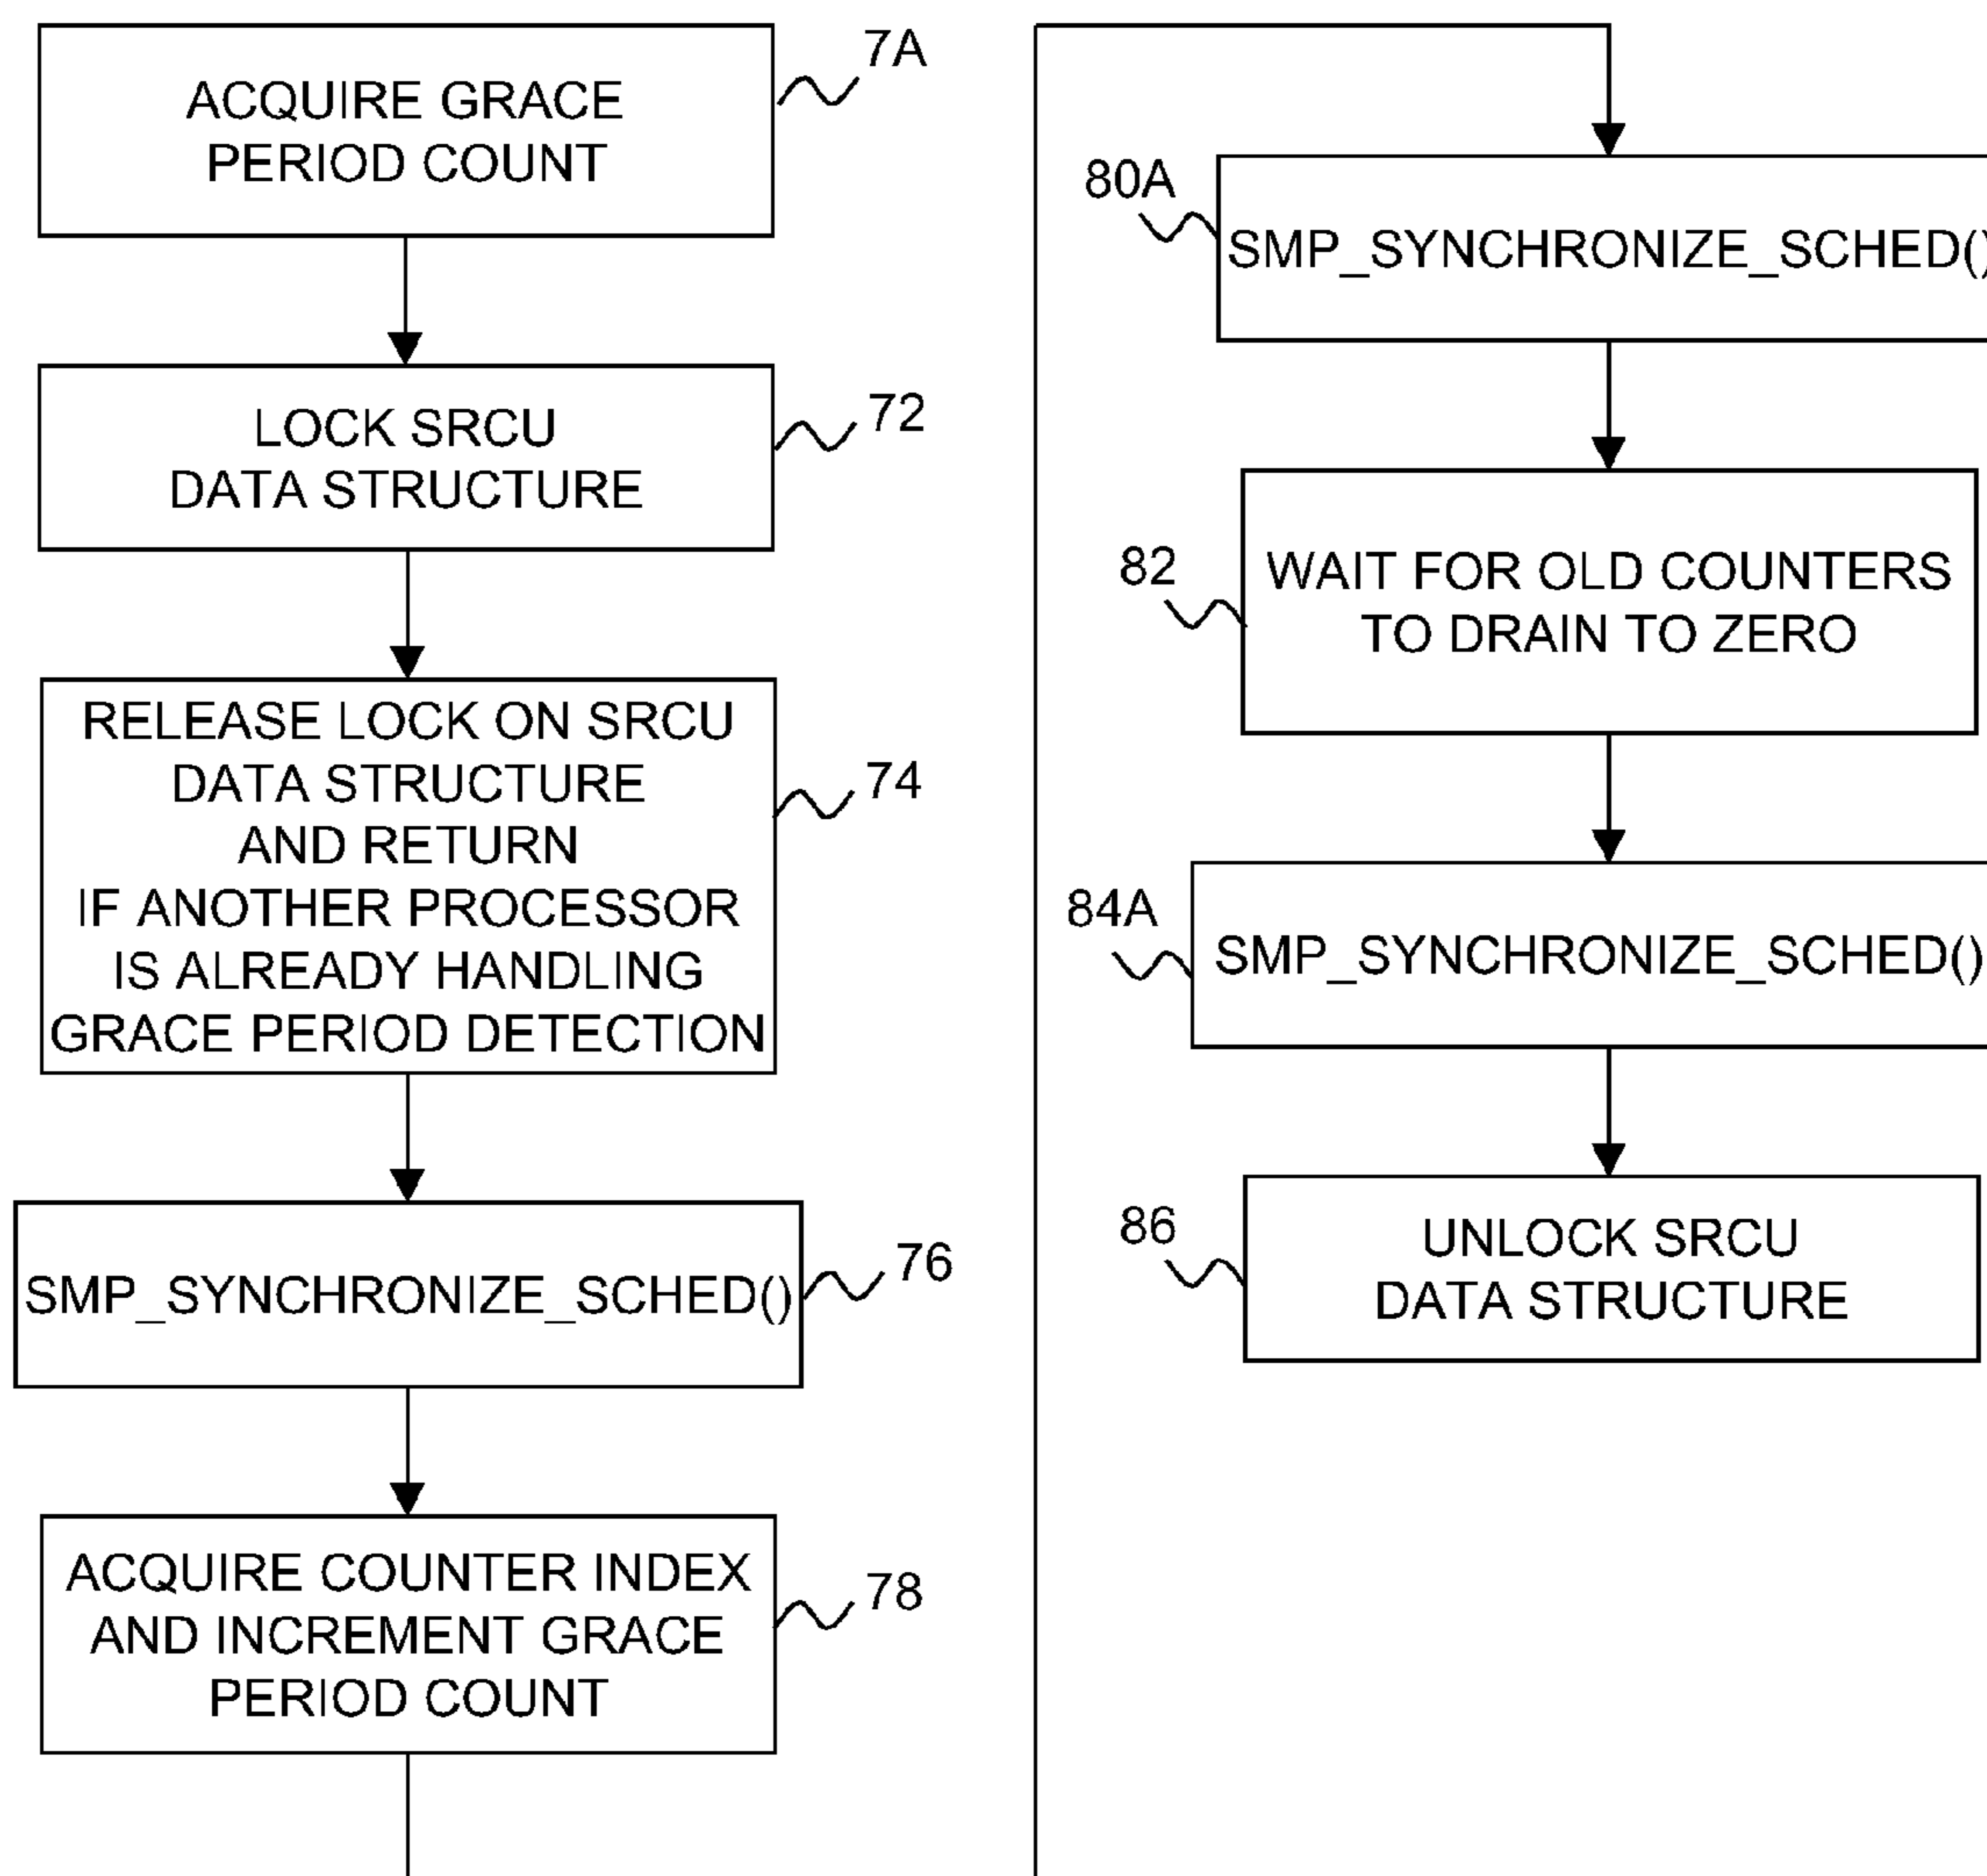 ACQUIRE GRACE
PERIOD COUNT
7A
LOCK SRCU
DATA STRUCTURE
72
RELEASE LOCK ON SRCU
DATA STRUCTURE
AND RETURN
IF ANOTHER PROCESSOR
IS ALREADY HANDLING
GRACE PERIOD DETECTION
74
SMP_SYNCHRONIZE_SCHED()
76
ACQUIRE COUNTER INDEX
AND INCREMENT GRACE
PERIOD COUNT
78
80A
SMP_SYNCHRONIZE_SCHED()
82
WAIT FOR OLD COUNTERS
TO DRAIN TO ZERO
84A
SMP_SYNCHRONIZE_SCHED()
86
UNLOCK SRCU
DATA STRUCTURE